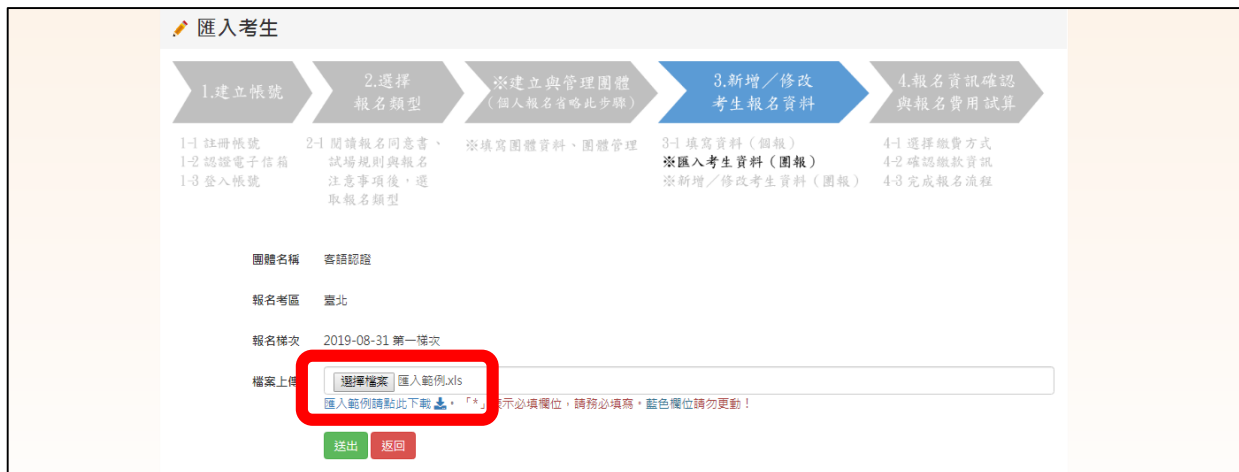 匯入考生
1.建立帳號
2.選擇
報名類型
※建立與管理團體
(個人報名省略此步驟)
3.新增／修改
考生報名資料
4.報名資訊確認
與報名費用試算
1-1 註冊帳號
1-2 認證電子信箱
1-3 登入帳號
2-1 閱讀報名同意書、
試場規則與報名
注意事項後，選
取報名類型
※填寫團體資料、團體管理
3-1 填寫資料（個報）
※匯入考生資料（團報）
※新增／修改考生資料（團報）
4-1 選擇繳費方式
4-2 確認繳款資訊
4-3 完成報名流程
團體名稱 客語認證
報名考區 臺北
報名梯次 2019-08-31 第一梯次
檔案上傳 選擇檔案 匯入範例.xls
匯入範例請點此下載 。「*」表示必填欄位，請務必填寫。藍色欄位請勿更動！
送出 返回